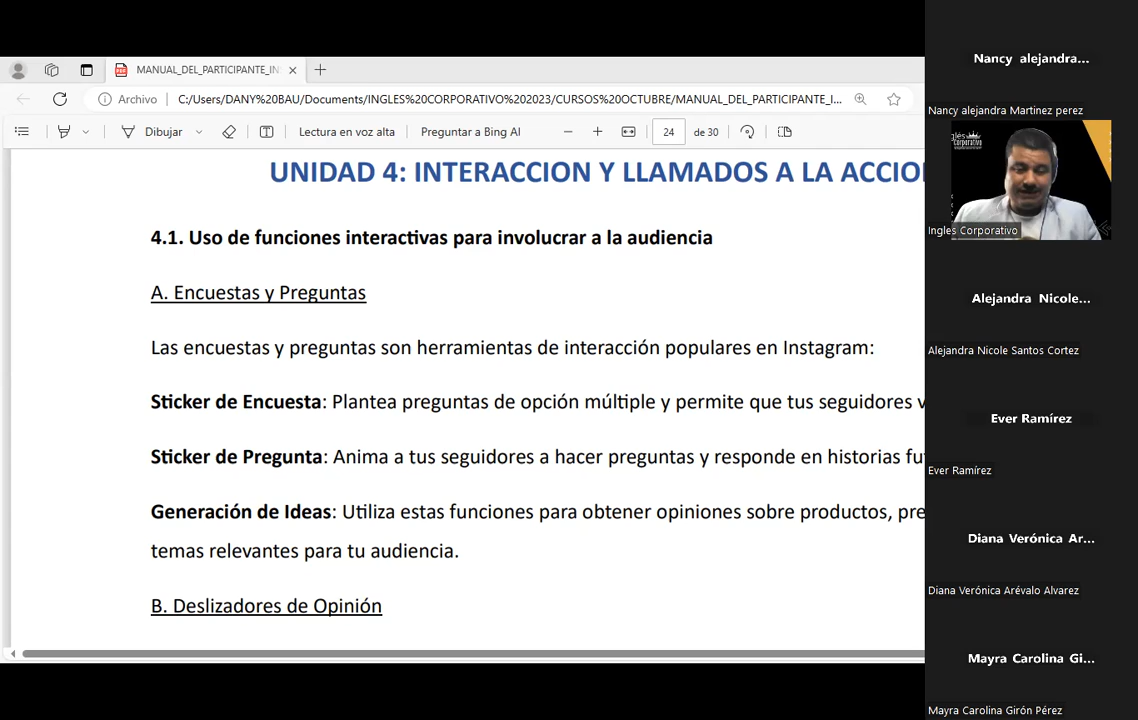 MANUAL_DEL_PARTICIPANTE_IN
Archivo
C:/Users/DANY%20BAU/Documents/INGLES%20CORPORATIVO%202023/CURSOS%20OCTUBRE/MANUAL_DEL_PARTICIPANTE_I...
Dibujar
Lectura en voz alta
Preguntar a Bing AI
24
de 30
UNIDAD 4: INTERACCION Y LLAMADOS A LA ACCIO
4.1. Uso de funciones interactivas para involucrar a la audiencia
A. Encuestas y Preguntas
Las encuestas y preguntas son herramientas de interacción populares en Instagram:
Sticker de Encuesta: Plantea preguntas de opción múltiple y permite que tus seguidores v
Sticker de Pregunta: Anima a tus seguidores a hacer preguntas y responde en historias fu
Generación de Ideas: Utiliza estas funciones para obtener opiniones sobre productos, pre
temas relevantes para tu audiencia.
B. Deslizadores de Opinión
Nancy alejandra...
Nancy alejandra Martinez perez
Corporativo
Ingles Corporativo
Alejandra Nicole...
Alejandra Nicole Santos Cortez
Ever Ramírez
Ever Ramírez
Diana Verónica Ar...
Diana Verónica Arévalo Alvarez
Mayra Carolina Gi...
Mayra Carolina Girón Pérez